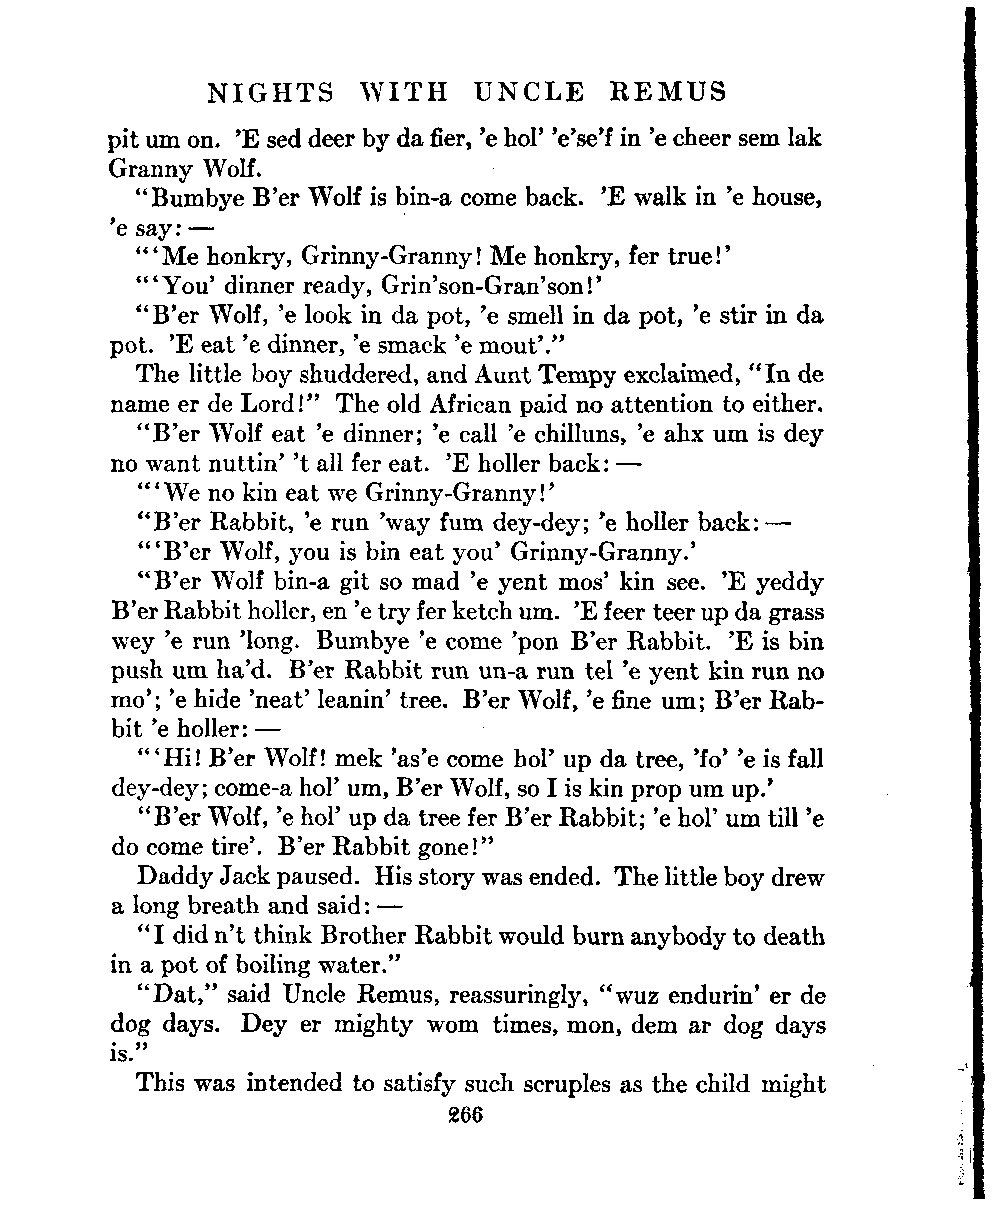 NIGHTS WITH UNCLE REMUS
pit um on. 'E sed deer by da fier, 'e hol' 'e'se'f in 'e cheer sem lak
Granny Wolf.
"Bumbye B'er Wolf is bin-a come back. 'E walk in 'e house,
'e say: —
"'Me honkry, Grinny-Granny! Me honkry, fer true!'
"'You' dinner ready, Grin'son-Gran'son!'
"B'er Wolf, 'e look in da pot, 'e smell in da pot, 'e stir in da
pot. 'E eat 'e dinner, 'e smack 'e mout'."
The little boy shuddered, and Aunt Tempy exclaimed, "In de
name er de Lord!" The old African paid no attention to either.
"B'er Wolf eat 'e dinner; 'e call 'e chilluns, 'e ahx um is dey
no want nuttin' 't all fer eat. 'E holler back: —
"'We no kin eat we Grinny-Granny!'
"B'er Rabbit, 'e run 'way fum dey-dey; 'e holler back: —
"'B'er Wolf, you is bin eat you' Grinny-Granny.'
"B'er Wolf bin-a git so mad 'e yent mos' kin see. 'E yeddy
B'er Rabbit holler, en 'e try fer ketch um. 'E feer teer up da grass
wey 'e run 'long. Bumbye 'e come 'pon B'er Rabbit. 'E is bin
push um ha'd. B'er Rabbit run un-a run tel 'e yent kin run no
mo'; 'e hide 'neat' leanin' tree. B'er Wolf, 'e fine um; B'er Rab-
bit 'e holler: —
"'Hi! B'er Wolf! mek 'as'e come hol' up da tree, 'fo' 'e is fall
dey-dey; come-a hol' um, B'er Wolf, so I is kin prop um up.'
"B'er Wolf, 'e hol' up da tree fer B'er Rabbit; 'e hol' um till 'e
do come tire'. B'er Rabbit gone!"
Daddy Jack paused. His story was ended. The little boy drew
a long breath and said: —
"I did n't think Brother Rabbit would burn anybody to death
in a pot of boiling water."
"Dat," said Uncle Remus, reassuringly, "wuz endurin' er de
dog days. Dey er mighty wom times, mon, dem ar dog days
is."
This was intended to satisfy such scruples as the child might
266